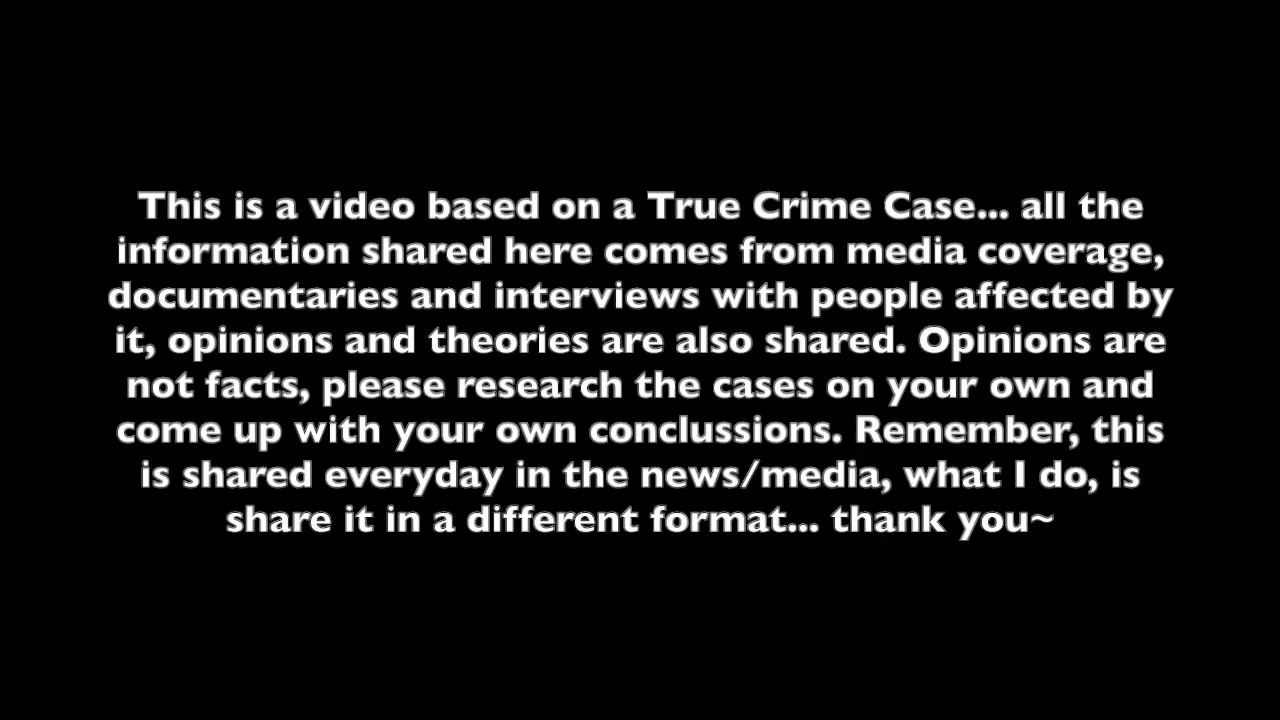 This is a video based on a True Crime Case... all the
information shared here comes from media coverage,
documentaries and interviews with people affected by
it, opinions and theories are also shared. Opinions are
not facts, please research the cases on your own and
come up with your own conclussions. Remember, this
is shared everyday in the news/media, what I do, is
share it in a different format... thank you~